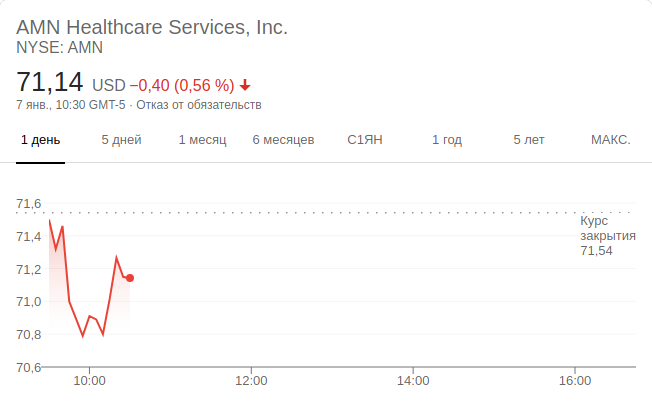 AMN Healthcare Services, Inc.
NYSE: AMN
71,14 USD −0,40 (0,56 %)
7 янв., 10:30 GMT-5 · Отказ от обязательств
1 день 5 дней 1 месяц 6 месяцев С1ЯН 1 год 5 лет МАКС.
71,6
71,4
71,2
71,0
70,8
70,6
Курс
закрытия
71,54
10:00 12:00 14:00 16:00